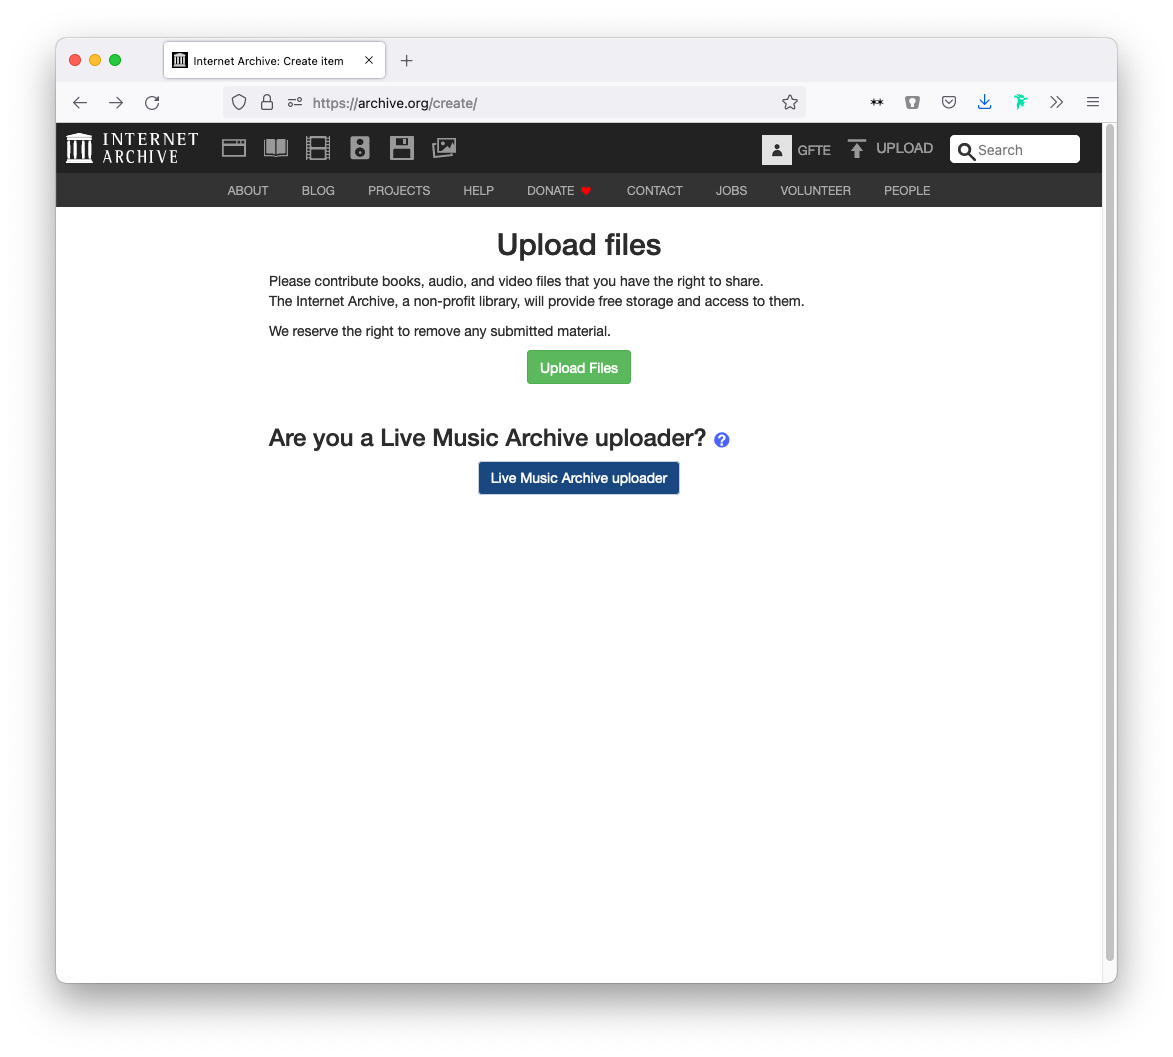 Internet Archive: Create item
https://archive.org/create/
INTERNET
ARCHIVE
GFTE
UPLOAD
Search
ABOUT BLOG PROJECTS HELP DONATE CONTACT JOBS VOLUNTEER PEOPLE
Upload files
Please contribute books, audio, and video files that you have the right to share.
The Internet Archive, a non-profit library, will provide free storage and access to them.
We reserve the right to remove any submitted material.
Upload Files
Are you a Live Music Archive uploader? ?
Live Music Archive uploader